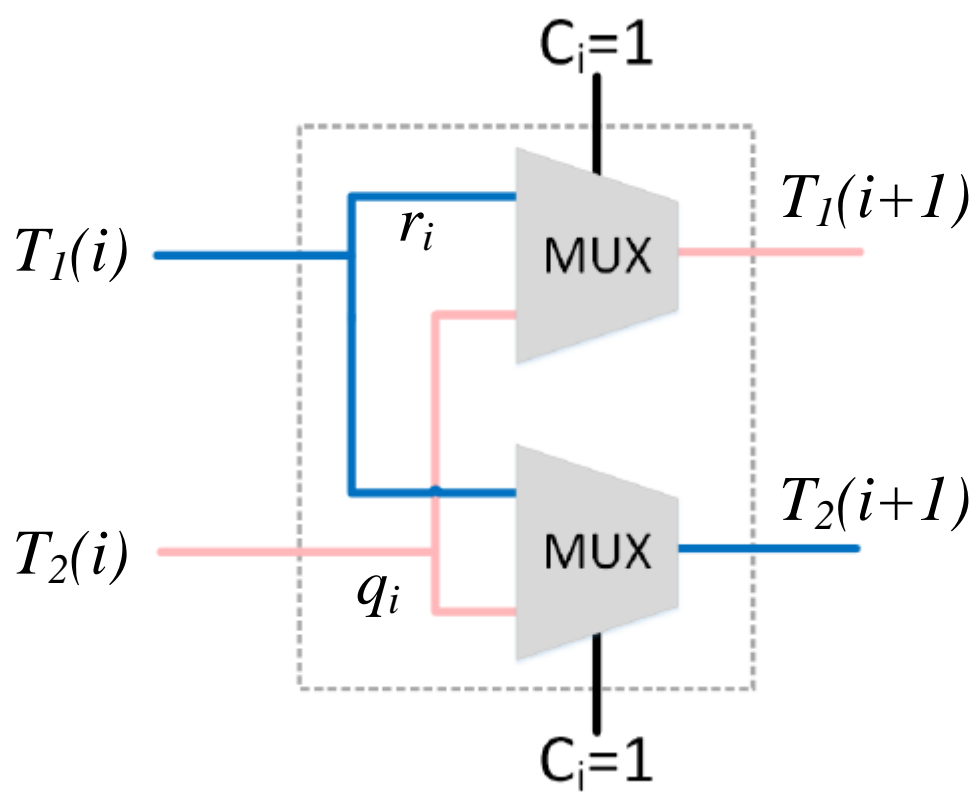 Cᵢ=1
T₁(i+1)
T₁(i)
rᵢ
MUX
T₂(i+1)
T₂(i)
MUX
qᵢ
Cᵢ=1